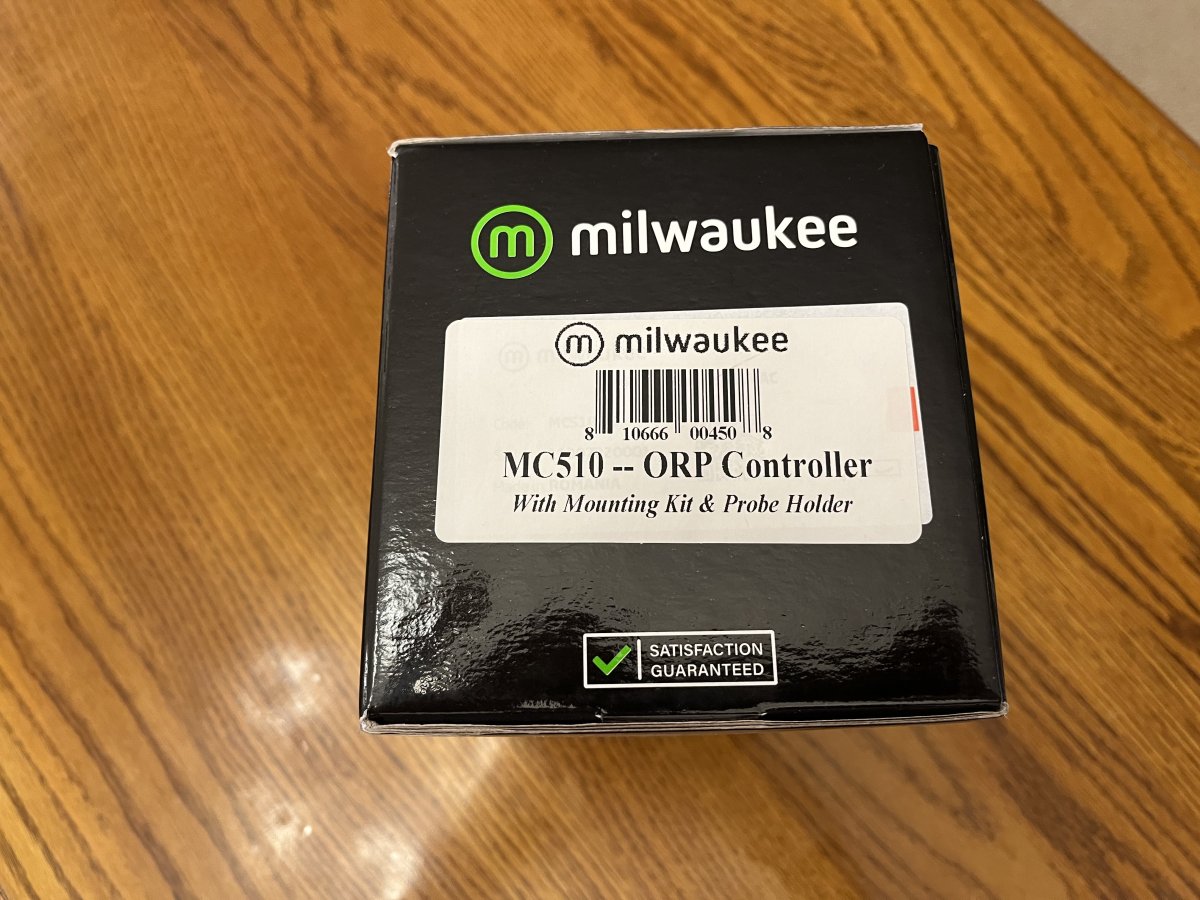 milwaukee
milwaukee
8 10666 00450 8
MC510 -- ORP Controller
With Mounting Kit & Probe Holder
SATISFACTION
GUARANTEED